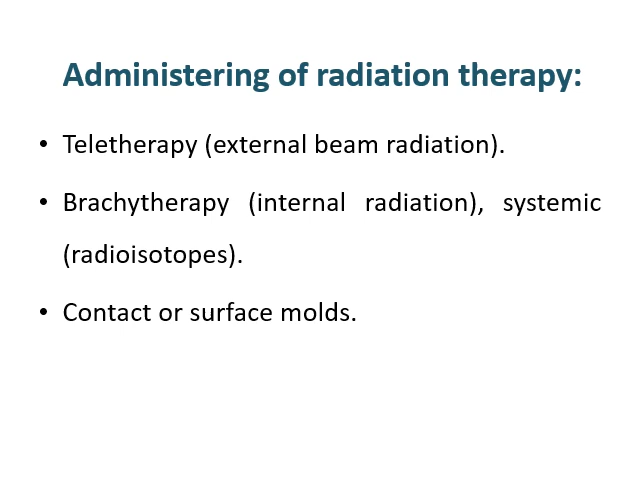 Administering of radiation therapy:
• Teletherapy (external beam radiation).
• Brachytherapy (internal radiation), systemic
(radioisotopes).
• Contact or surface molds.